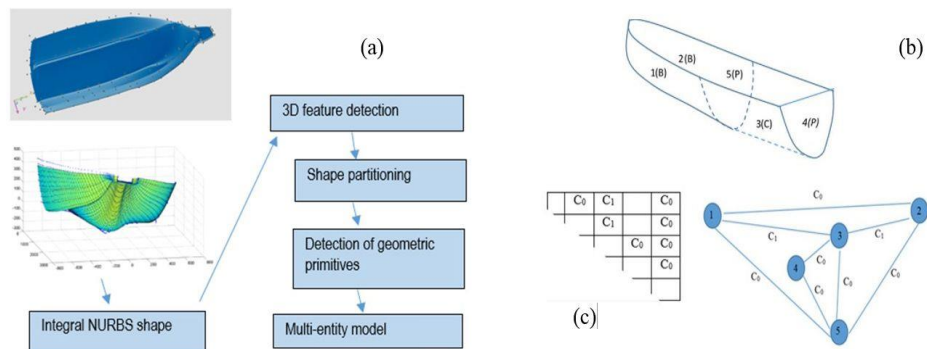 (a)
3D feature detection
Shape partitioning
Detection of geometric
primitives
Multi-entity model
Integral NURBS shape
(b)
1(B)
2(B)
5(P)
3(C)
4(P)
C0 C1 C0
C1 C0
C0 C0
C0
(c)
1
2
3
4
5
C0
C1
C1
C0
C0
C0
C0
C0